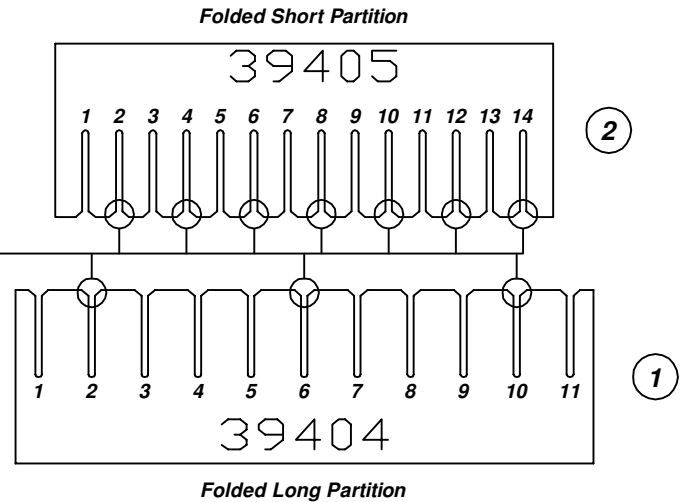 Folded Short Partition
39405
1 2 3 4 5 6 7 8 9 10 11 12 13 14
2
1 2 3 4 5 6 7 8 9 10 11
1
39404
Folded Long Partition